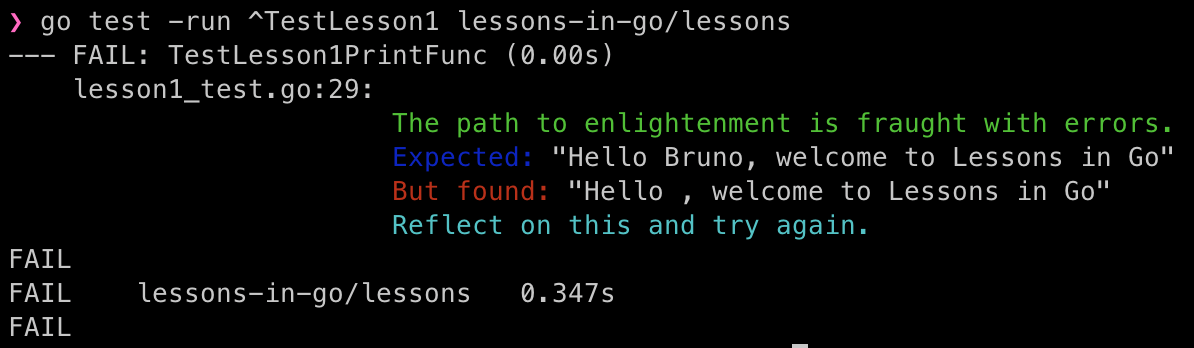 ❯ go test -run ^TestLesson1 lessons-in-go/lessons
--- FAIL: TestLesson1PrintFunc (0.00s)
lesson1_test.go:29:
The path to enlightenment is fraught with errors.
Expected: "Hello Bruno, welcome to Lessons in Go"
But found: "Hello , welcome to Lessons in Go"
Reflect on this and try again.
FAIL
FAIL lessons-in-go/lessons 0.347s
FAIL